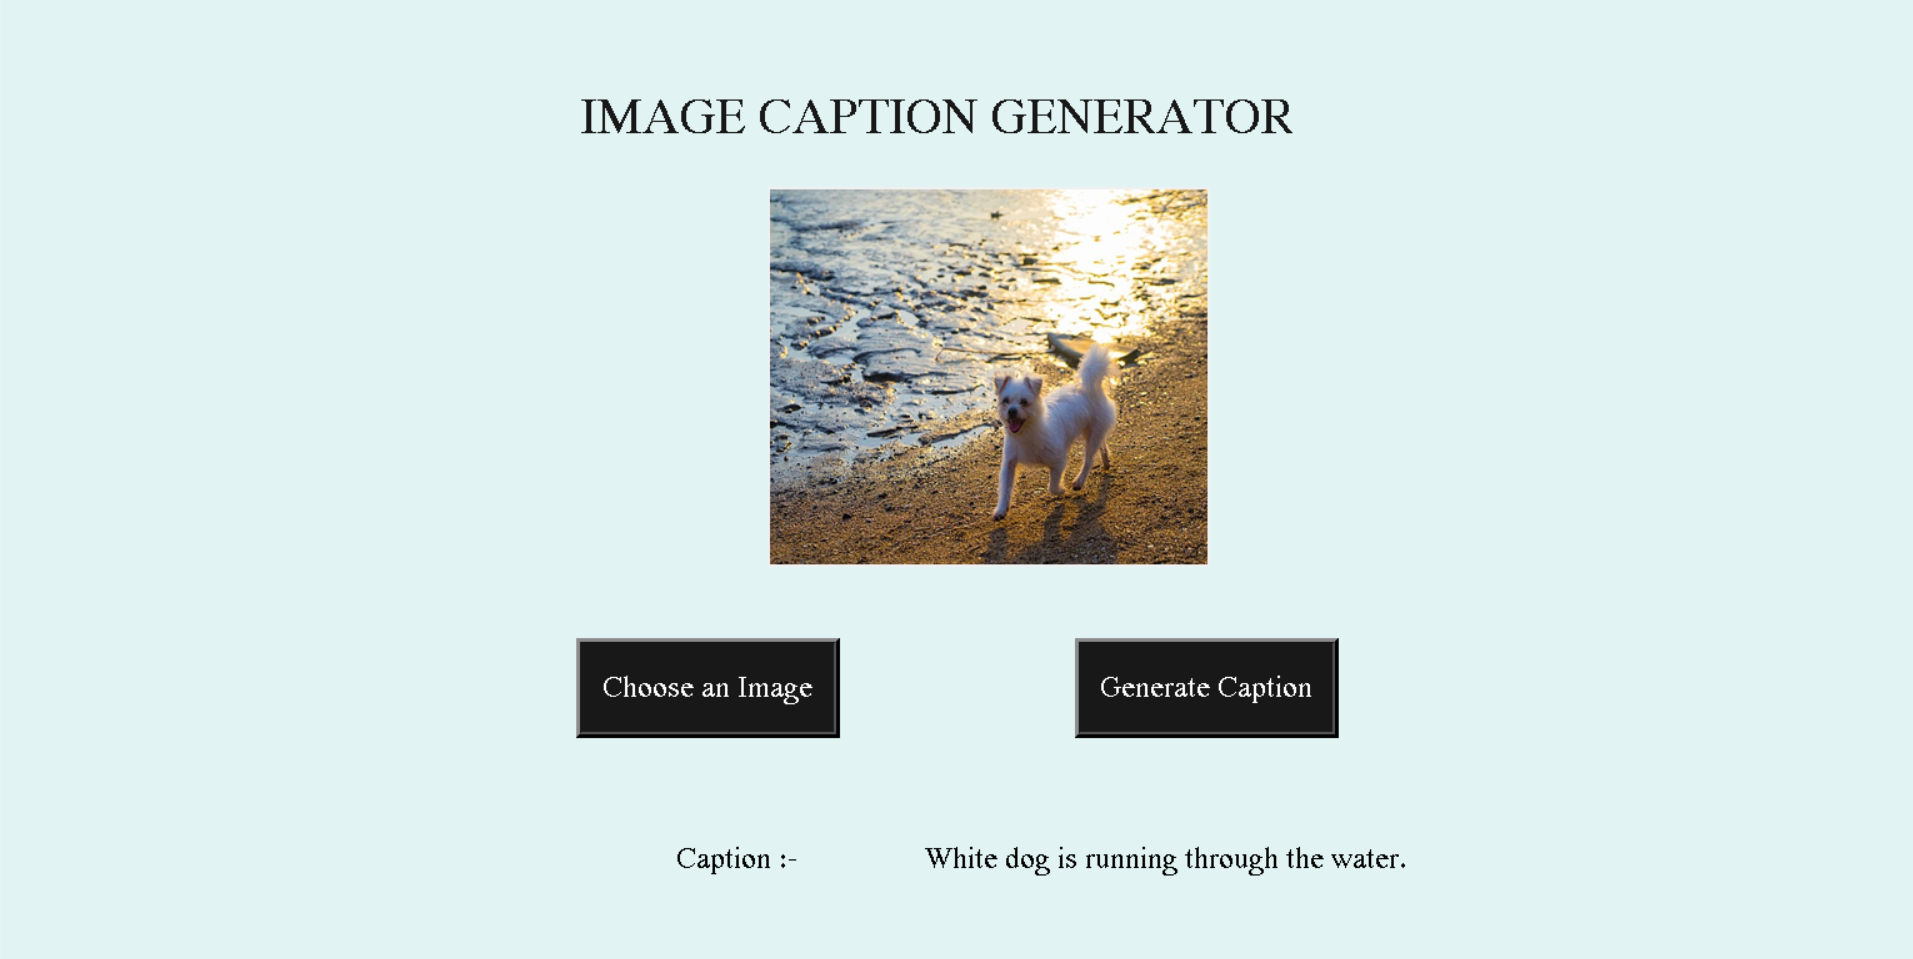 IMAGE CAPTION GENERATOR
Choose an Image
Generate Caption
Caption :-
White dog is running through the water.